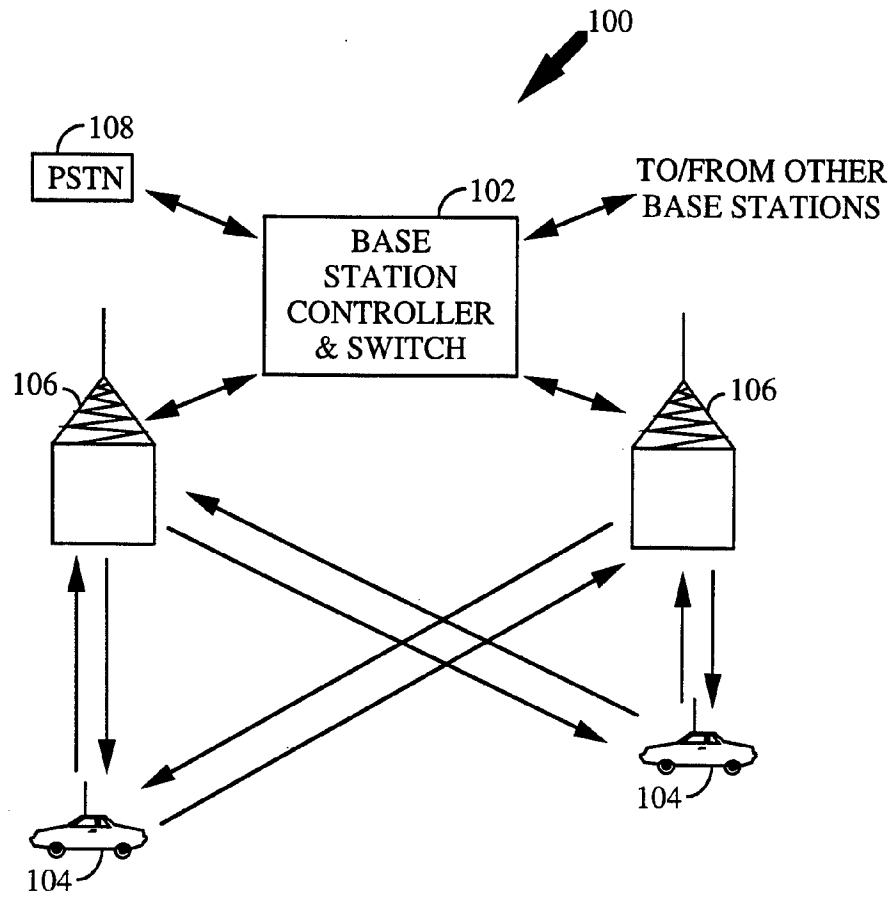 100
108
PSTN
102
TO/FROM OTHER
BASE STATIONS
BASE
STATION
CONTROLLER
& SWITCH
106
106
104
104